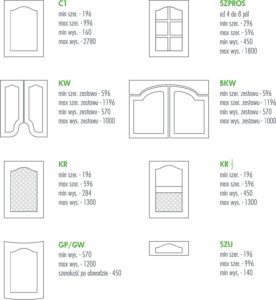 C1
min szer. - 196
max szer. - 996
min wys. - 160
max wys. - 2780
SZPROS
od 4 do 8 pól
min szer. - 296
max szer. - 596
min wys. - 450
max wys. - 1800
KW
min szer. zestawu - 596
max szer. zestawu - 1196
min wys. zestawu - 570
max wys. zestawu - 1000
BKW
min szer. zestawu - 596
max szer. zestawu - 1196
min wys. zestawu - 570
max wys. zestawu - 1000
KR
min szer. - 196
max szer. - 596
min wys. - 284
max wys. - 1300
KR
min szer. - 196
max szer. - 596
min wys. - 450
max wys. - 1300
GP/GW
min wys. - 570
max wys. - 1200
szerokość po obwodzie - 450
SZU
min szer. - 196
max szer. - 996
min wys. - 140